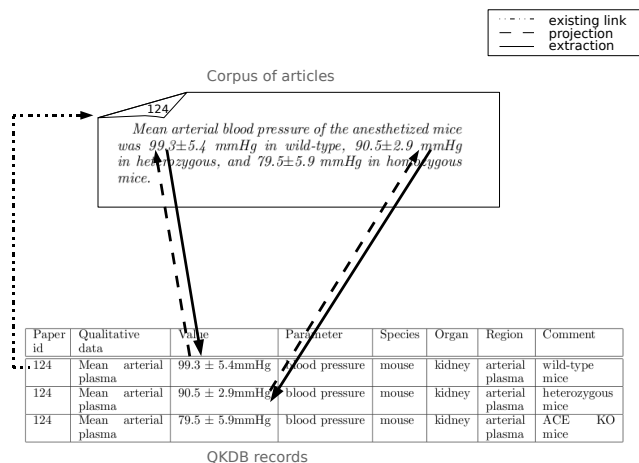 existing link
projection
extraction
Corpus of articles
124
Mean arterial blood pressure of the anesthetized mice
was 99.3±5.4 mmHg in wild-type, 90.5±2.9 mmHg
in heterozygous, and 79.5±5.9 mmHg in homozygous
mice.
Paper id Qualitative data Value Parameter Species Organ Region Comment
124 Mean arterial plasma 99.3 ± 5.4mmHg blood pressure mouse kidney arterial plasma wild-type mice
124 Mean arterial plasma 90.5 ± 2.9mmHg blood pressure mouse kidney arterial plasma heterozygous mice
124 Mean arterial plasma 79.5 ± 5.9mmHg blood pressure mouse kidney arterial plasma ACE KO mice
QKDB records